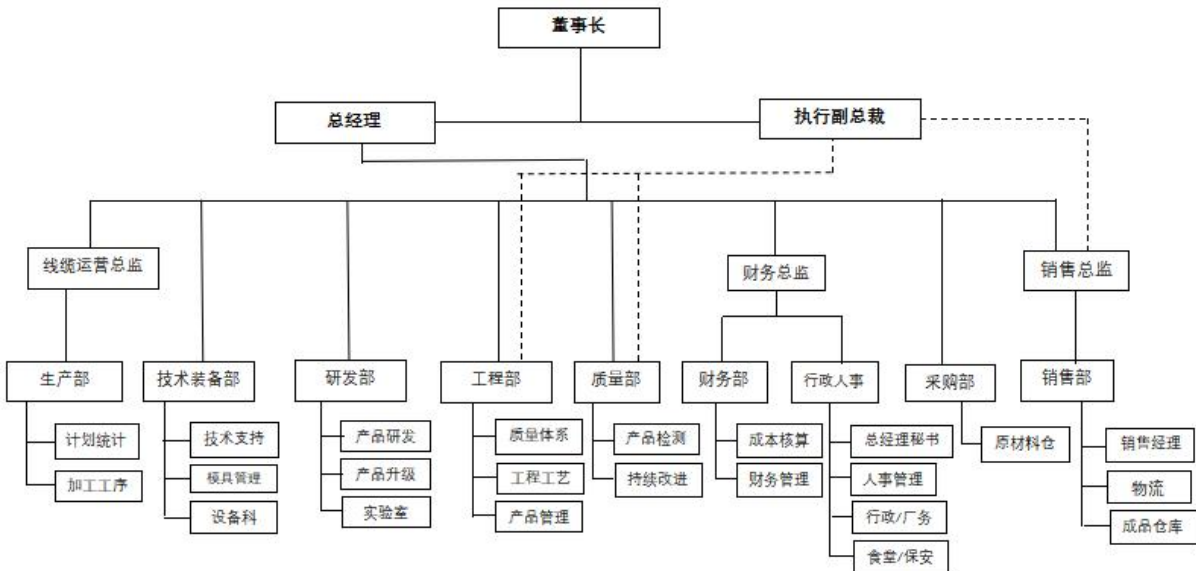 董事长
总经理
执行副总裁
线缆运营总监
财务总监
销售总监
生产部
技术装备部
研发部
工程部
质量部
财务部
行政人事
采购部
销售部
计划统计
加工工序
技术支持
模具管理
设备科
产品研发
产品升级
实验室
质量体系
工程工艺
产品管理
产品检测
持续改进
成本核算
财务管理
总经理秘书
人事管理
行政/厂务
食堂/保安
原材料仓
销售经理
物流
成品仓库